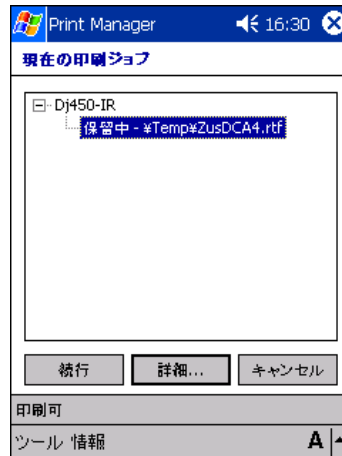 Print Manager 16:30
現在の印刷ジョブ
Dj450-IR
保留中 - ¥Temp¥ZusDCA4.rtf
続行 詳細... キャンセル
印刷可
ツール 情報 A